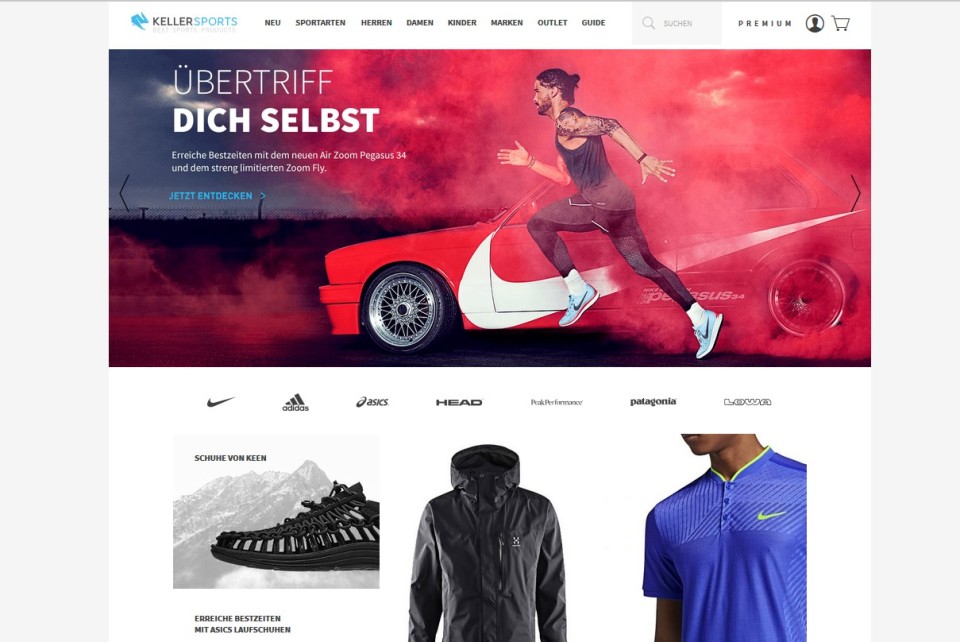 KELLERSPORTS
BEST SPORTS PRODUCTS
NEU SPORTARTEN HERREN DAMEN KINDER MARKEN OUTLET GUIDE
SUCHEN
PREMIUM
ÜBERTRIFF
DICH SELBST
Erreiche Bestzeiten mit dem neuen Air Zoom Pegasus 34
und dem streng limitierten Zoom Fly.
JETZT ENTDECKEN
pegasus34
adidas asics HEAD PeakPerformance patagonia LOWA
SCHUHE VON KEEN
ERREICHE BESTZEITEN
MIT ASICS LAUFSCHUHEN